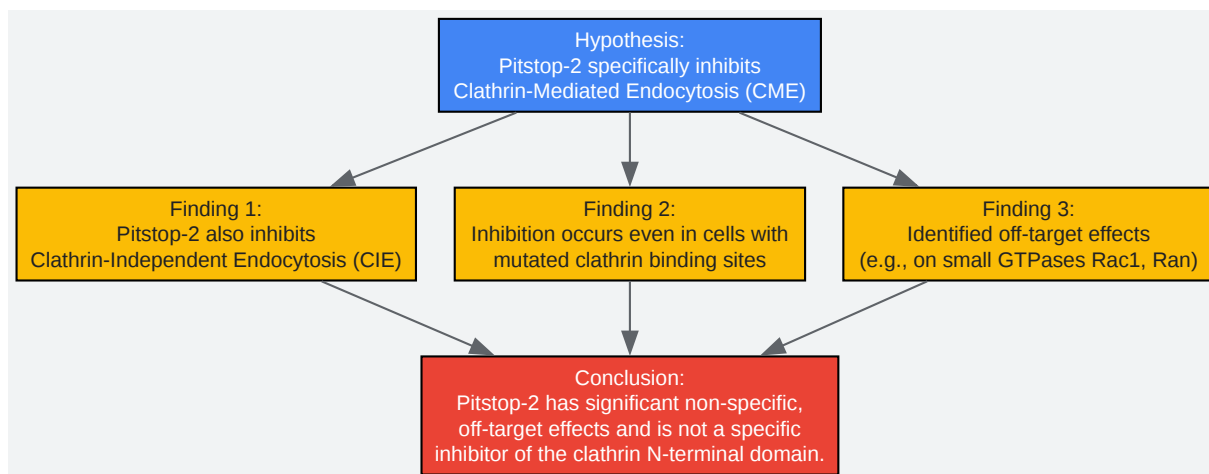 Hypothesis:
Pitstop-2 specifically inhibits
Clathrin-Mediated Endocytosis (CME)
Finding 1:
Pitstop-2 also inhibits
Clathrin-Independent Endocytosis (CIE)
Finding 2:
Inhibition occurs even in cells with
mutated clathrin binding sites
Finding 3:
Identified off-target effects
(e.g., on small GTPases Rac1, Ran)
Conclusion:
Pitstop-2 has significant non-specific,
off-target effects and is not a specific
inhibitor of the clathrin N-terminal domain.